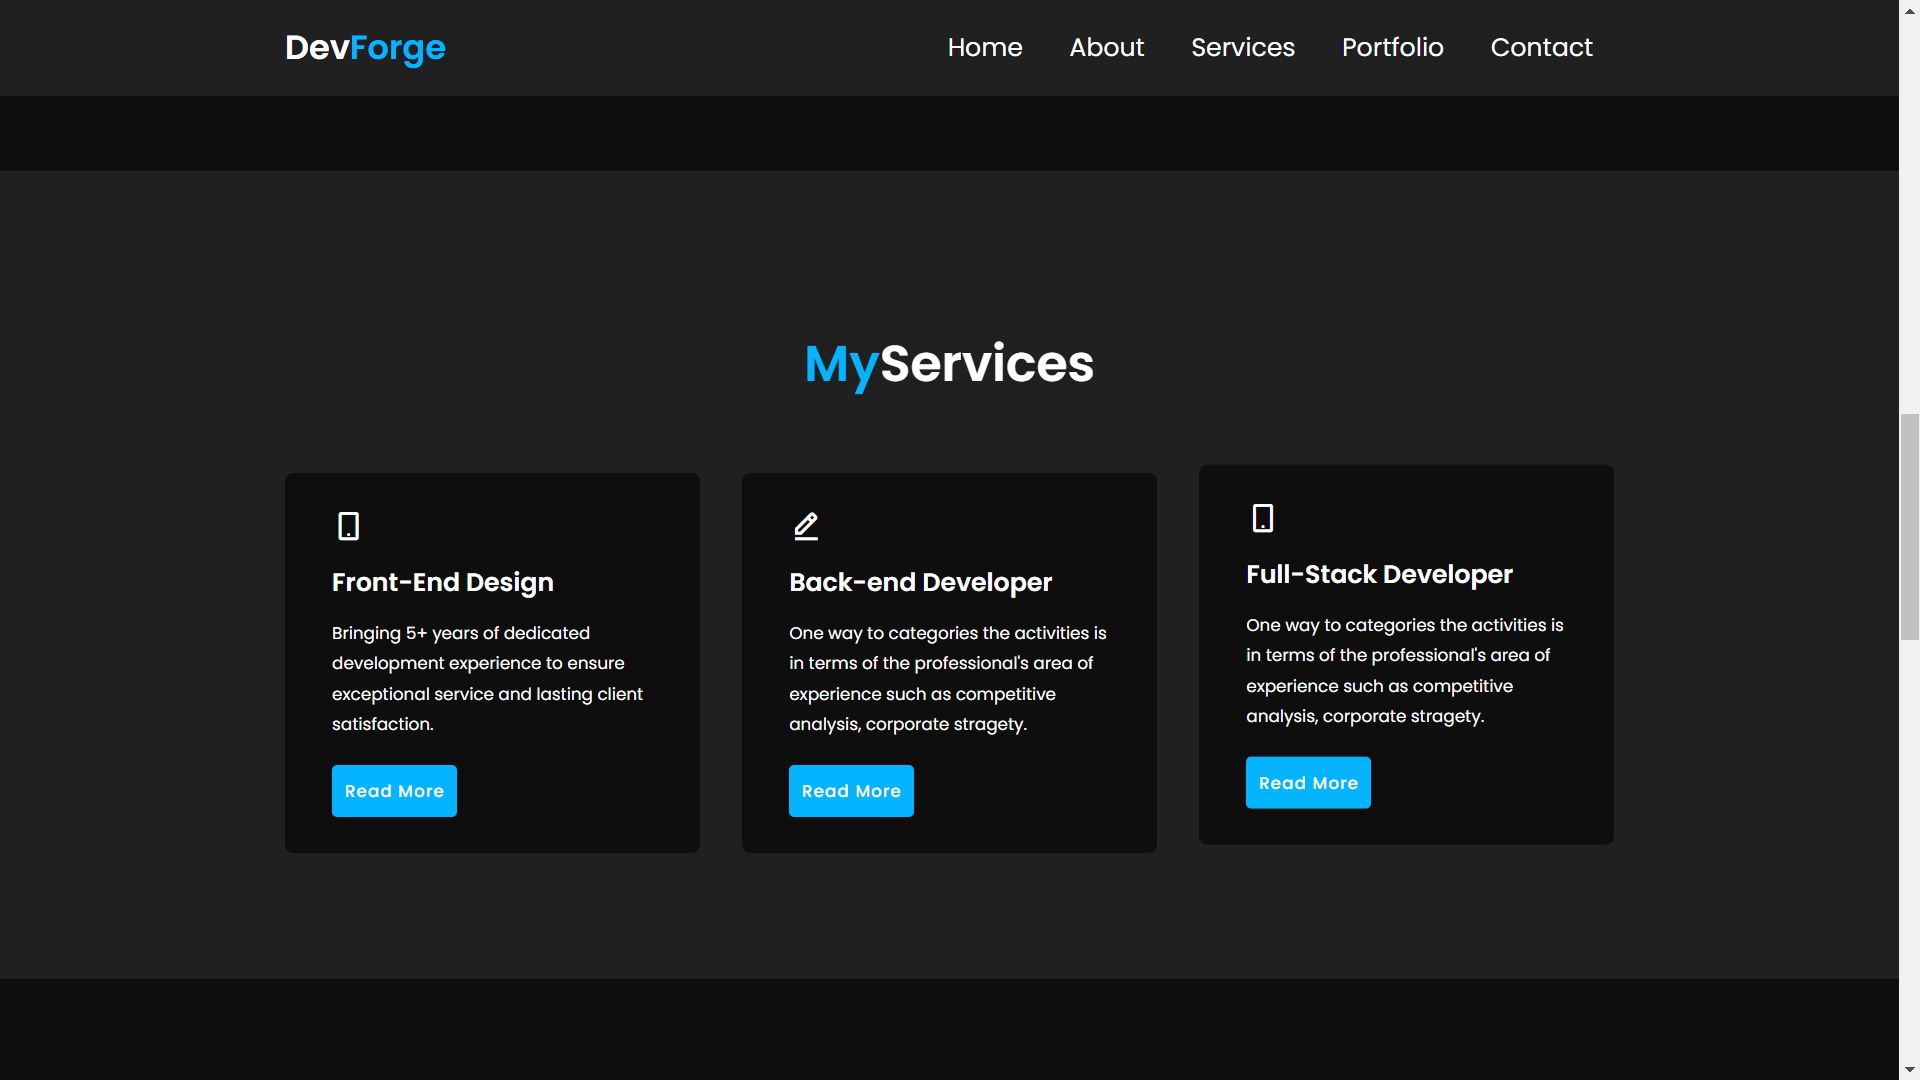 DevForge
Home
About
Services
Portfolio
Contact
MyServices
Front-End Design
Bringing 5+ years of dedicated
development experience to ensure
exceptional service and lasting client
satisfaction.
Read More
Back-end Developer
One way to categories the activities is
in terms of the professional's area of
experience such as competitive
analysis, corporate stragety.
Read More
Full-Stack Developer
One way to categories the activities is
in terms of the professional's area of
experience such as competitive
analysis, corporate stragety.
Read More